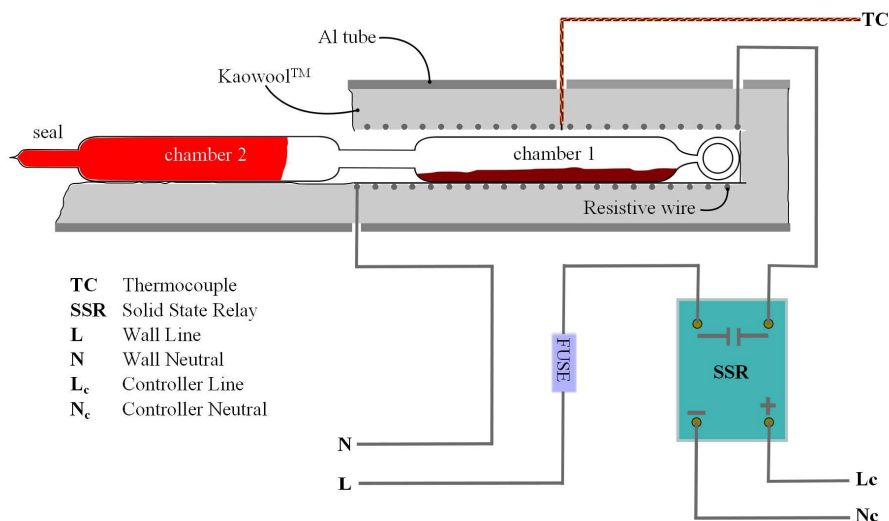 TC
Al tube
Kaowool™
seal
chamber 2
chamber 1
Resistive wire
TC Thermocouple
SSR Solid State Relay
L Wall Line
N Wall Neutral
Lc Controller Line
Nc Controller Neutral
FUSE
SSR
N
L
Lc
Nc